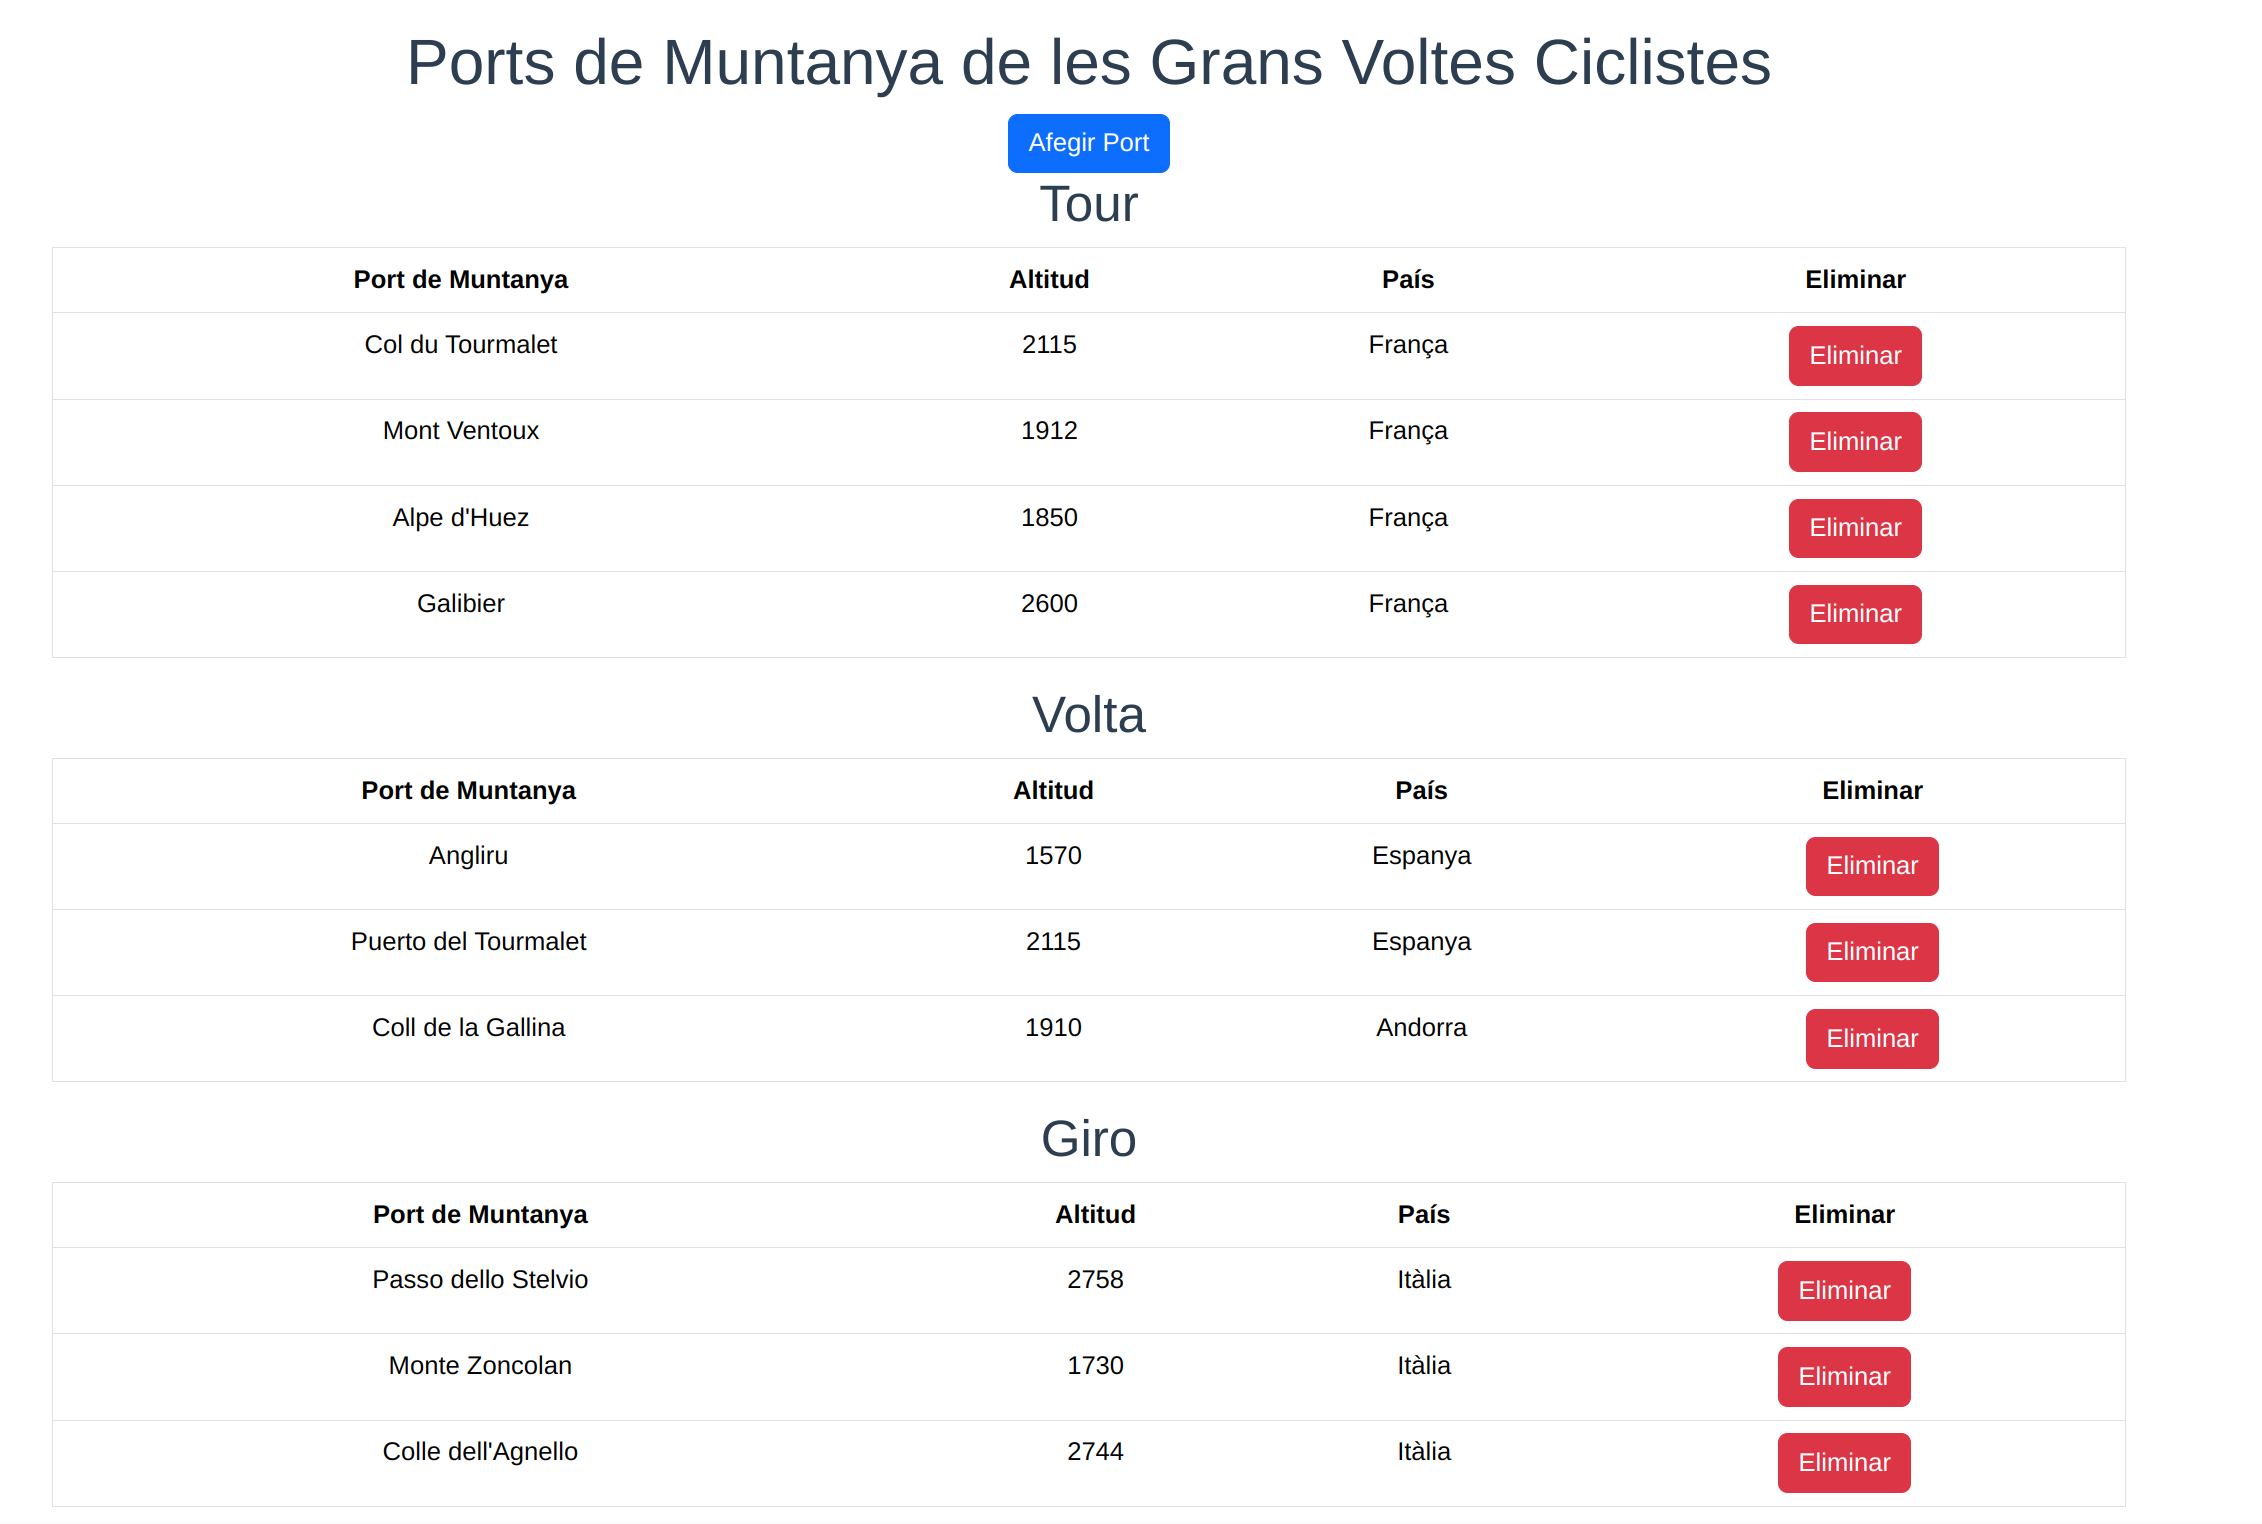 Ports de Muntanya de les Grans Voltes Ciclistes
Afegir Port
Tour
Port de Muntanya Altitud País Eliminar
Col du Tourmalet 2115 França Eliminar
Mont Ventoux 1912 França Eliminar
Alpe d'Huez 1850 França Eliminar
Galibier 2600 França Eliminar
Volta
Port de Muntanya Altitud País Eliminar
Angliru 1570 Espanya Eliminar
Puerto del Tourmalet 2115 Espanya Eliminar
Coll de la Gallina 1910 Andorra Eliminar
Giro
Port de Muntanya Altitud País Eliminar
Passo dello Stelvio 2758 Itàlia Eliminar
Monte Zoncolan 1730 Itàlia Eliminar
Colle dell'Agnello 2744 Itàlia Eliminar